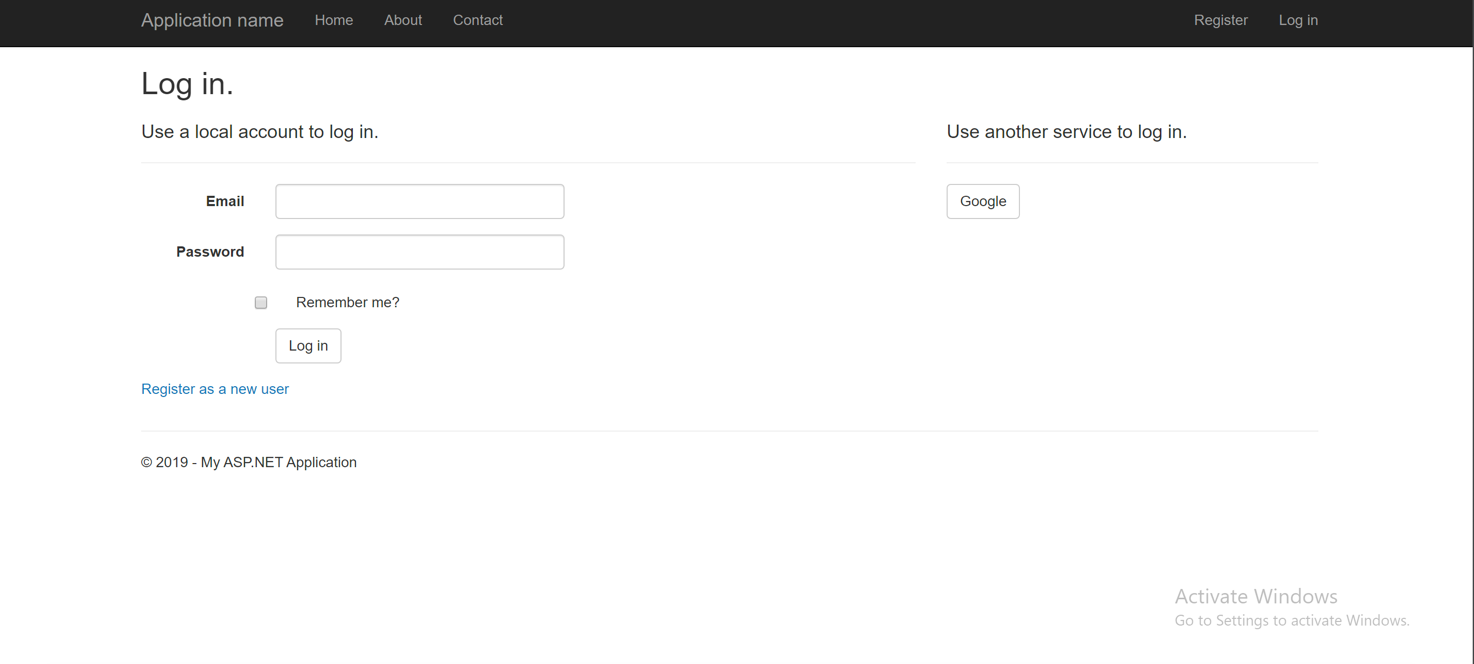 Application name Home About Contact Register Log in
Log in.
Use a local account to log in.
Email
Password
Remember me?
Log in
Register as a new user
Use another service to log in.
Google
© 2019 - My ASP.NET Application
Activate Windows
Go to Settings to activate Windows.